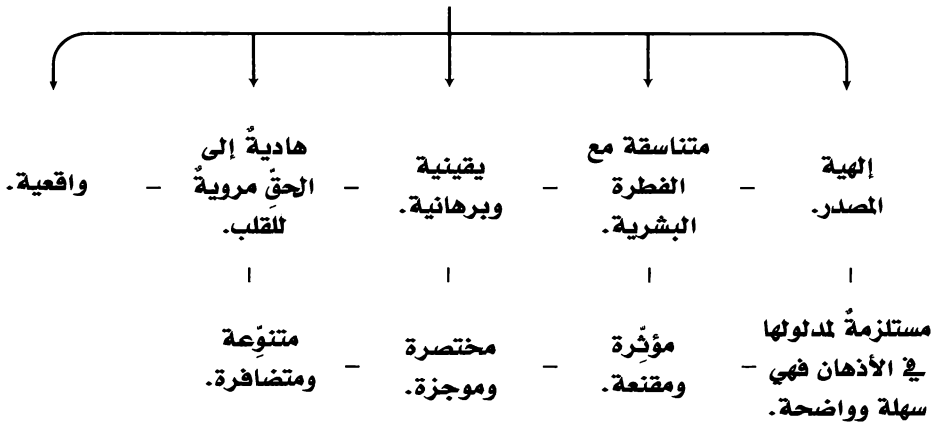 إلهية
المصدر.
متناسقة مع
الفطرة
البشرية.
يقينية
وبرهانية.
هاديةٌ إلى
الحقِّ مرويةٌ
للقلب.
واقعية.
مستلزمةٌ لمدلولها
في الأذهان فهي
سهلة وواضحة.
مؤثِّرة
ومقنعة.
مختصرة
وموجزة.
متنوِّعة
ومتضافرة.